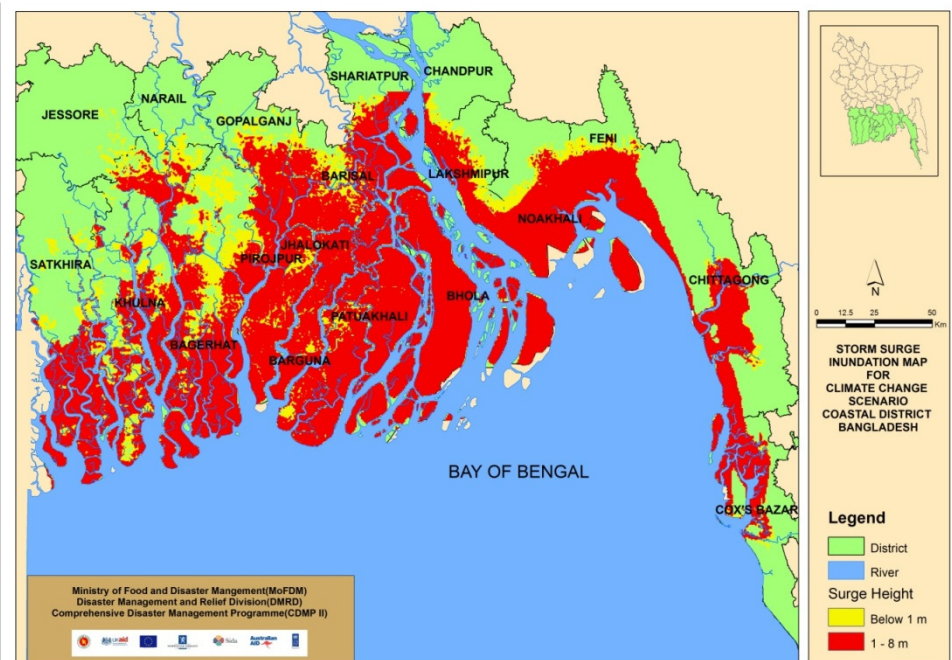 SHARIATPUR
CHANDPUR
NARAIL
JESSORE
GOPALGANJ
FENI
BARISAL
LAKSHMIPUR
NOAKHALI
JHALOKATI
PIROJPUR
SATKHIRA
CHITTAGONG
KHULNA
BHOLA
PATUAKHALI
BAGERHAT
BARGUNA
BAY OF BENGAL
COX'S BAZAR
Ministry of Food and Disaster Mangement(MoFDM)
Disaster Management and Relief Division(DMRD)
Comprehensive Disaster Management Programme(CDMP II)
Australian
AID
N
0 12.5 25 50
Km
STORM SURGE
INUNDATION MAP
FOR
CLIMATE CHANGE
SCENARIO
COASTAL DISTRICT
BANGLADESH
Legend
District
River
Surge Height
Below 1 m
1 - 8 m